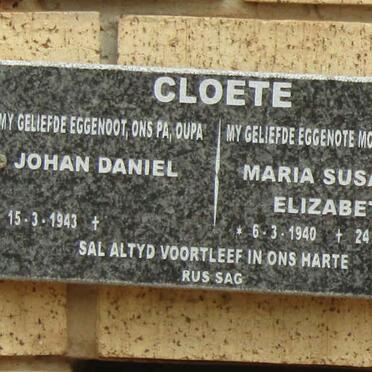 CLOETE
MY GELIEFDE EGGENOOT, ONS PA, OUPA
JOHAN DANIEL
15-3-1943 ✝
MY GELIEFDE EGGENOTE
MARIA
* 6-3-1940 ✝ 24
SAL ALTYD VOORTLEEF IN ONS HARTE
RUS SAG